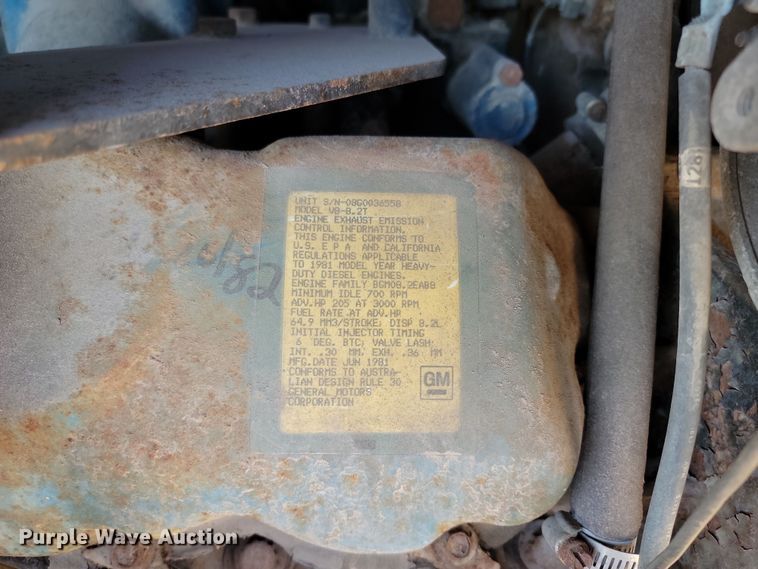 UNIT S/N-08G0036558
MODEL V8-8.2T
ENGINE EXHAUST EMISSION
CONTROL INFORMATION.
THIS ENGINE CONFORMS TO
U.S. E P A AND CALIFORNIA
REGULATIONS APPLICABLE
TO 1981 MODEL YEAR HEAVY-
DUTY DIESEL ENGINES.
ENGINE FAMILY BGM08.2EAB8
MINIMUM IDLE 700 RPM
ADV.HP 205 AT 3000 RPM
FUEL RATE AT ADV.HP
64.9 MM3/STROKE; DISP 8.2L
INITIAL INJECTOR TIMING
6 DEG. BTC; VALVE LASH:
INT. .30 MM. EXH. .36 MM
MFG.DATE JUN 1981
CONFORMS TO AUSTRA-
LIAN DESIGN RULE 30
GENERAL MOTORS
CORPORATION
GM
Purple Wave Auction